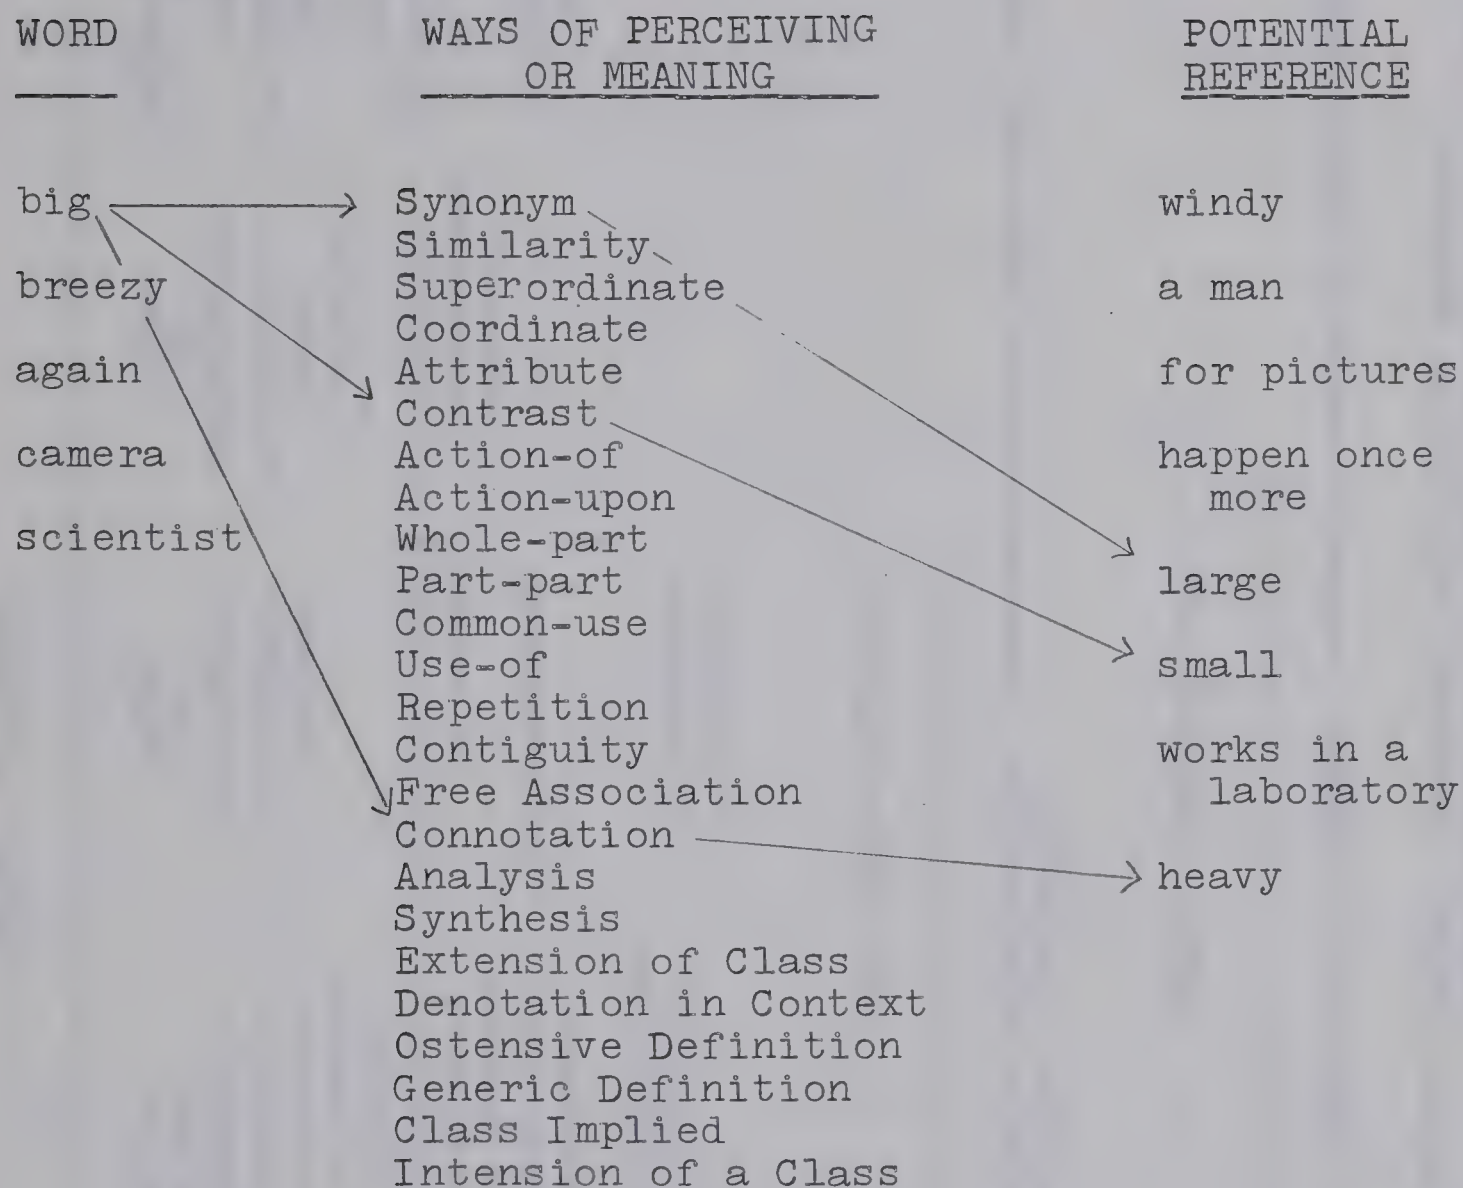 WORD
WAYS OF PERCEIVING
OR MEANING
POTENTIAL
REFERENCE
big
breezy
again
camera
scientist
Synonym
Similarity
Superordinate
Coordinate
Attribute
Contrast
Action-of
Action-upon
Whole-part
Part-part
Common-use
Use-of
Repetition
Contiguity
Free Association
Connotation
Analysis
Synthesis
Extension of Class
Denotation in Context
Ostensive Definition
Generic Definition
Class Implied
Intension of a Class
windy
a man
for pictures
happen once
more
large
small
works in a
laboratory
heavy